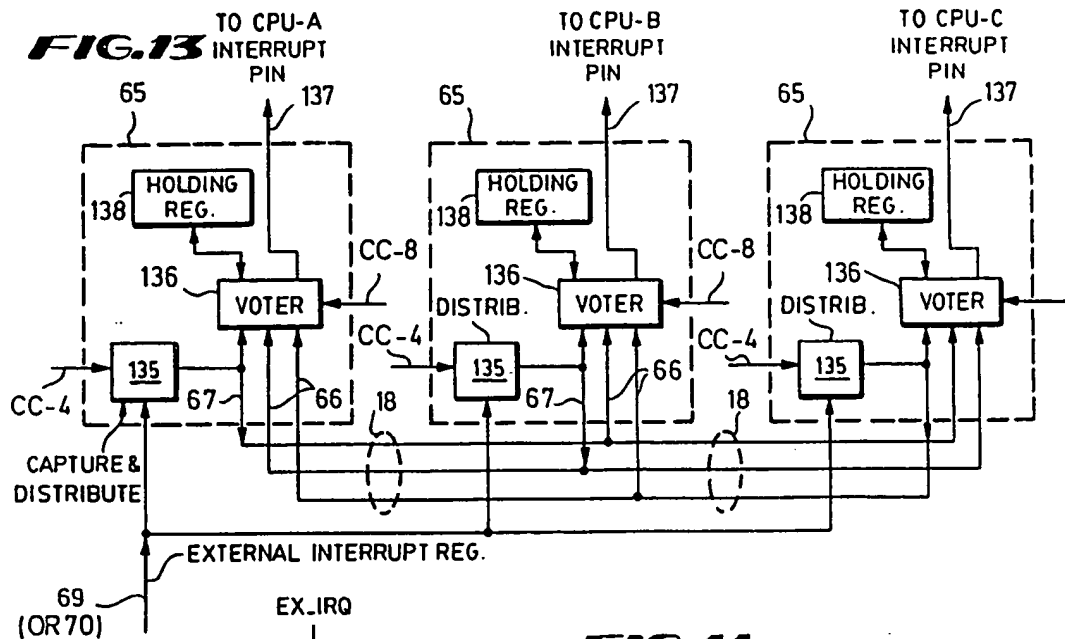 FIG.13
TO CPU-A
INTERRUPT
PIN
TO CPU-B
INTERRUPT
PIN
TO CPU-C
INTERRUPT
PIN
65
137
65
137
65
137
HOLDING
REG.
138
HOLDING
REG.
138
HOLDING
REG.
138
136
VOTER
CC-8
136
VOTER
CC-8
136
VOTER
DISTRIB.
DISTRIB.
CC-4
135
CC-4
135
CC-4
135
67
66
67
66
18
18
CAPTURE &
DISTRIBUTE
EXTERNAL INTERRUPT REG.
69
(OR 70)
EX_IRQ